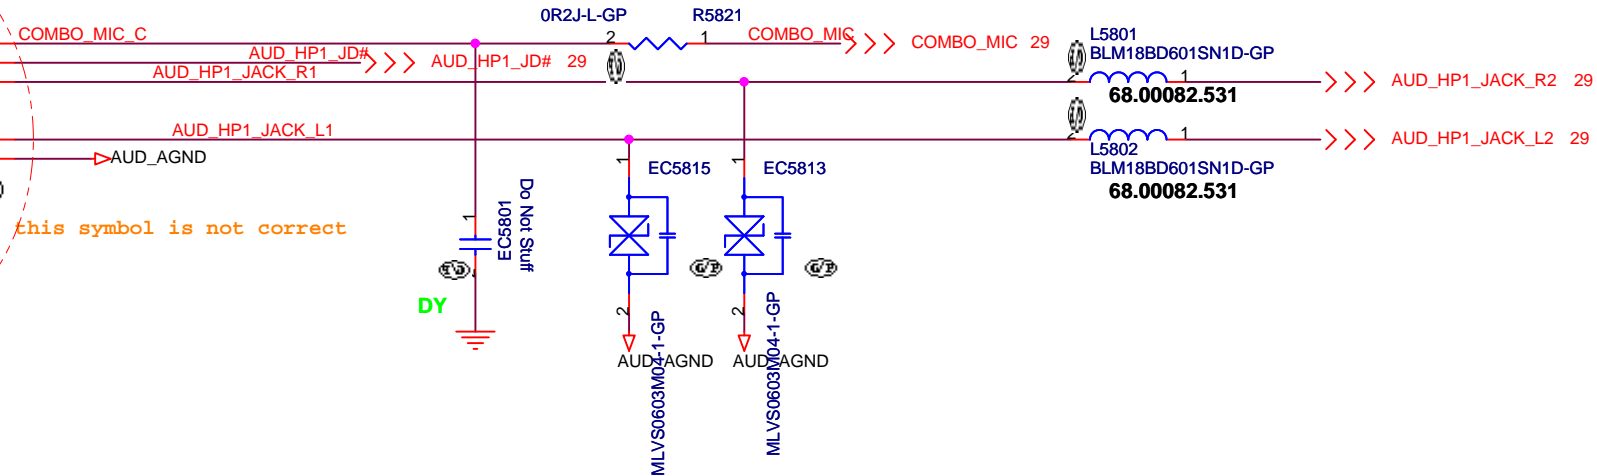 0R2J-L-GP R5821
COMBO_MIC_C 2 1 COMBO_MIC COMBO_MIC 29
AUD_HP1_JD# AUD_HP1_JD# 29
AUD_HP1_JACK_R1
L5801
BLM18BD601SN1D-GP
2 1 AUD_HP1_JACK_R2 29
68.00082.531
AUD_HP1_JACK_L1 2 1 AUD_HP1_JACK_L2 29
L5802
BLM18BD601SN1D-GP
68.00082.531
AUD_AGND
1 EC5815 1 EC5813
this symbol is not correct
1
EC5801
Do Not Stuff
G/P G/P
DY
2 2
MLVS0603M04-1-GP
MLVS0603M04-1-GP
AUD_AGND AUD_AGND